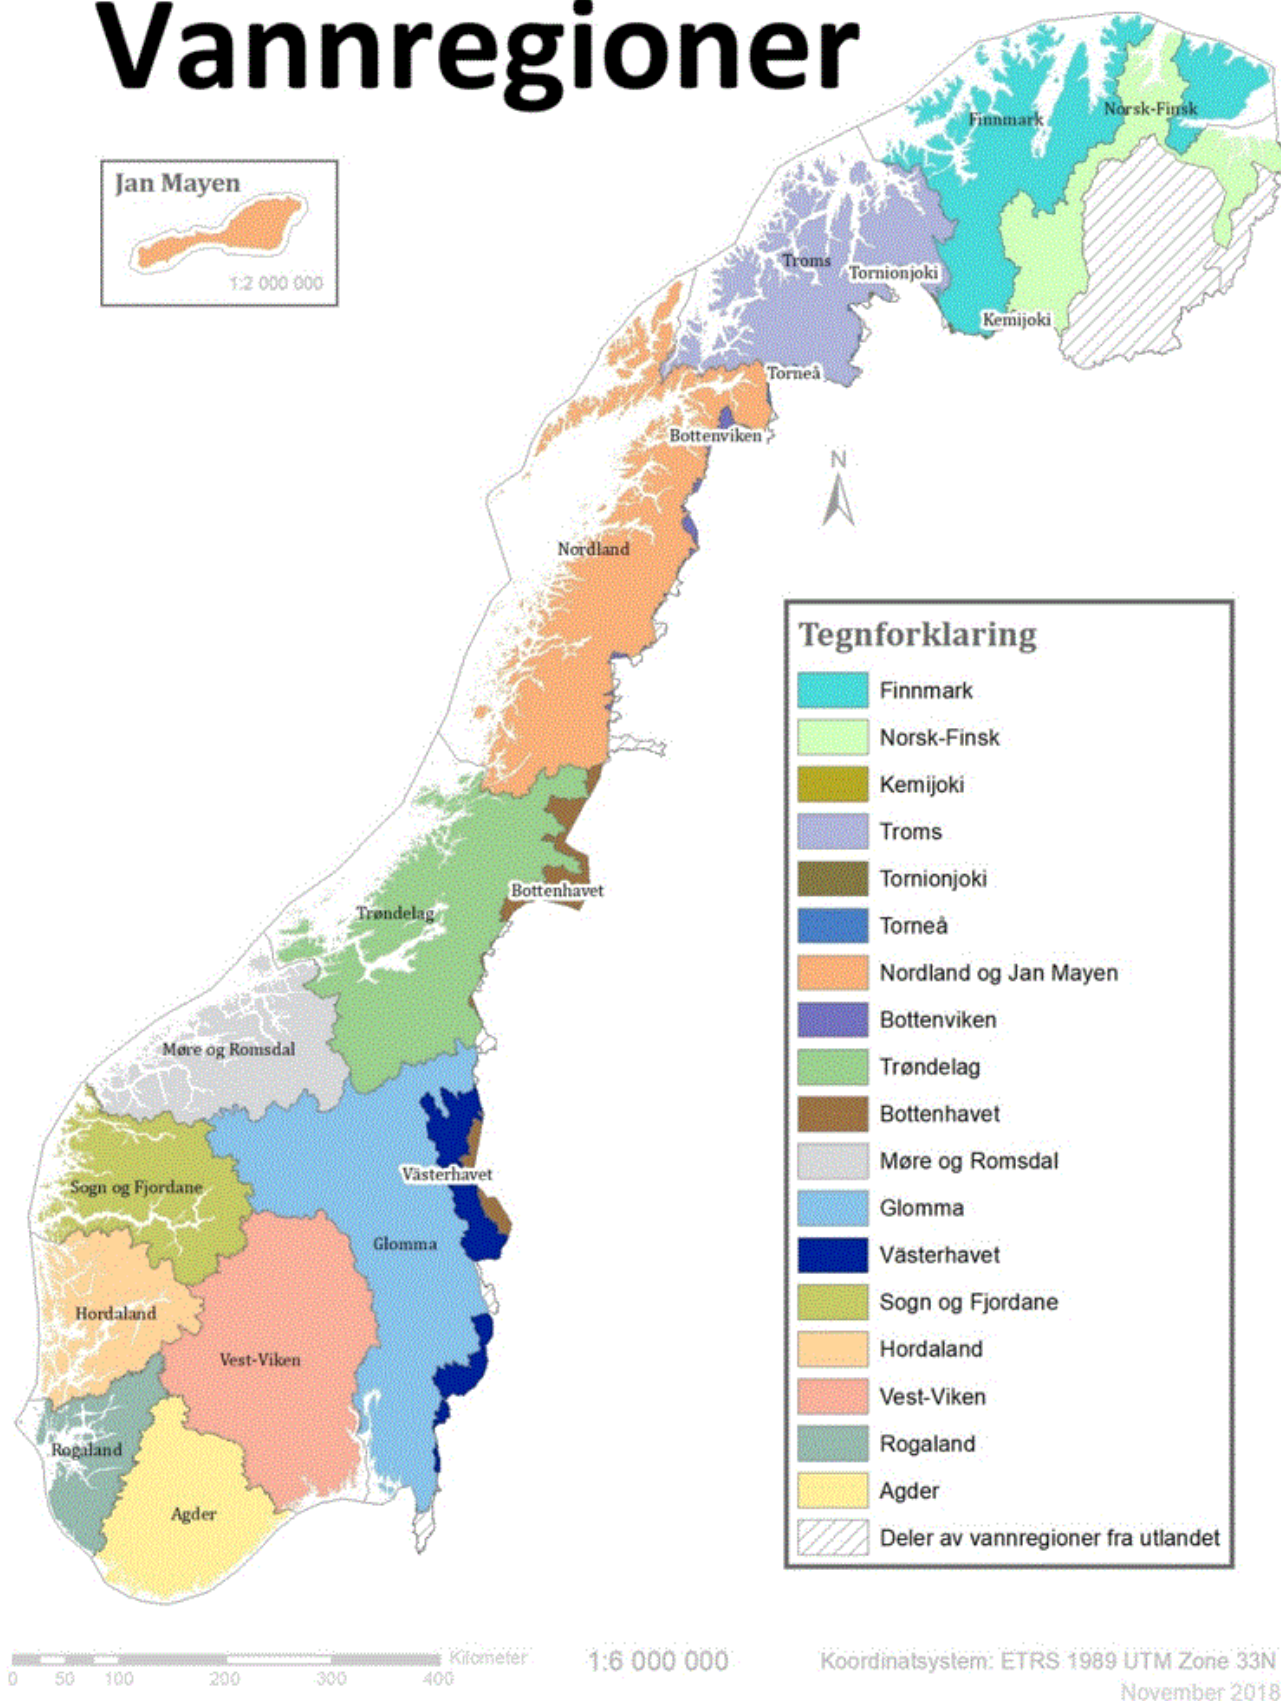 Vannregioner
Jan Mayen
1:2 000 000
Finnmark
Norsk-Finsk
Troms
Tornionjoki
Kemijoki
Torneå
Bottenviken
N
Nordland
Bottenhavet
Trøndelag
Møre og Romsdal
Västerhavet
Sogn og Fjordane
Glomma
Hordaland
Vest-Viken
Rogaland
Agder
Tegnforklaring
Finnmark
Norsk-Finsk
Kemijoki
Troms
Tornionjoki
Torneå
Nordland og Jan Mayen
Bottenviken
Trøndelag
Bottenhavet
Møre og Romsdal
Glomma
Västerhavet
Sogn og Fjordane
Hordaland
Vest-Viken
Rogaland
Agder
Deler av vannregioner fra utlandet
Kilometer
0 50 100 200 300 400
1:6 000 000
Koordinatsystem: ETRS 1989 UTM Zone 33N
November 2018